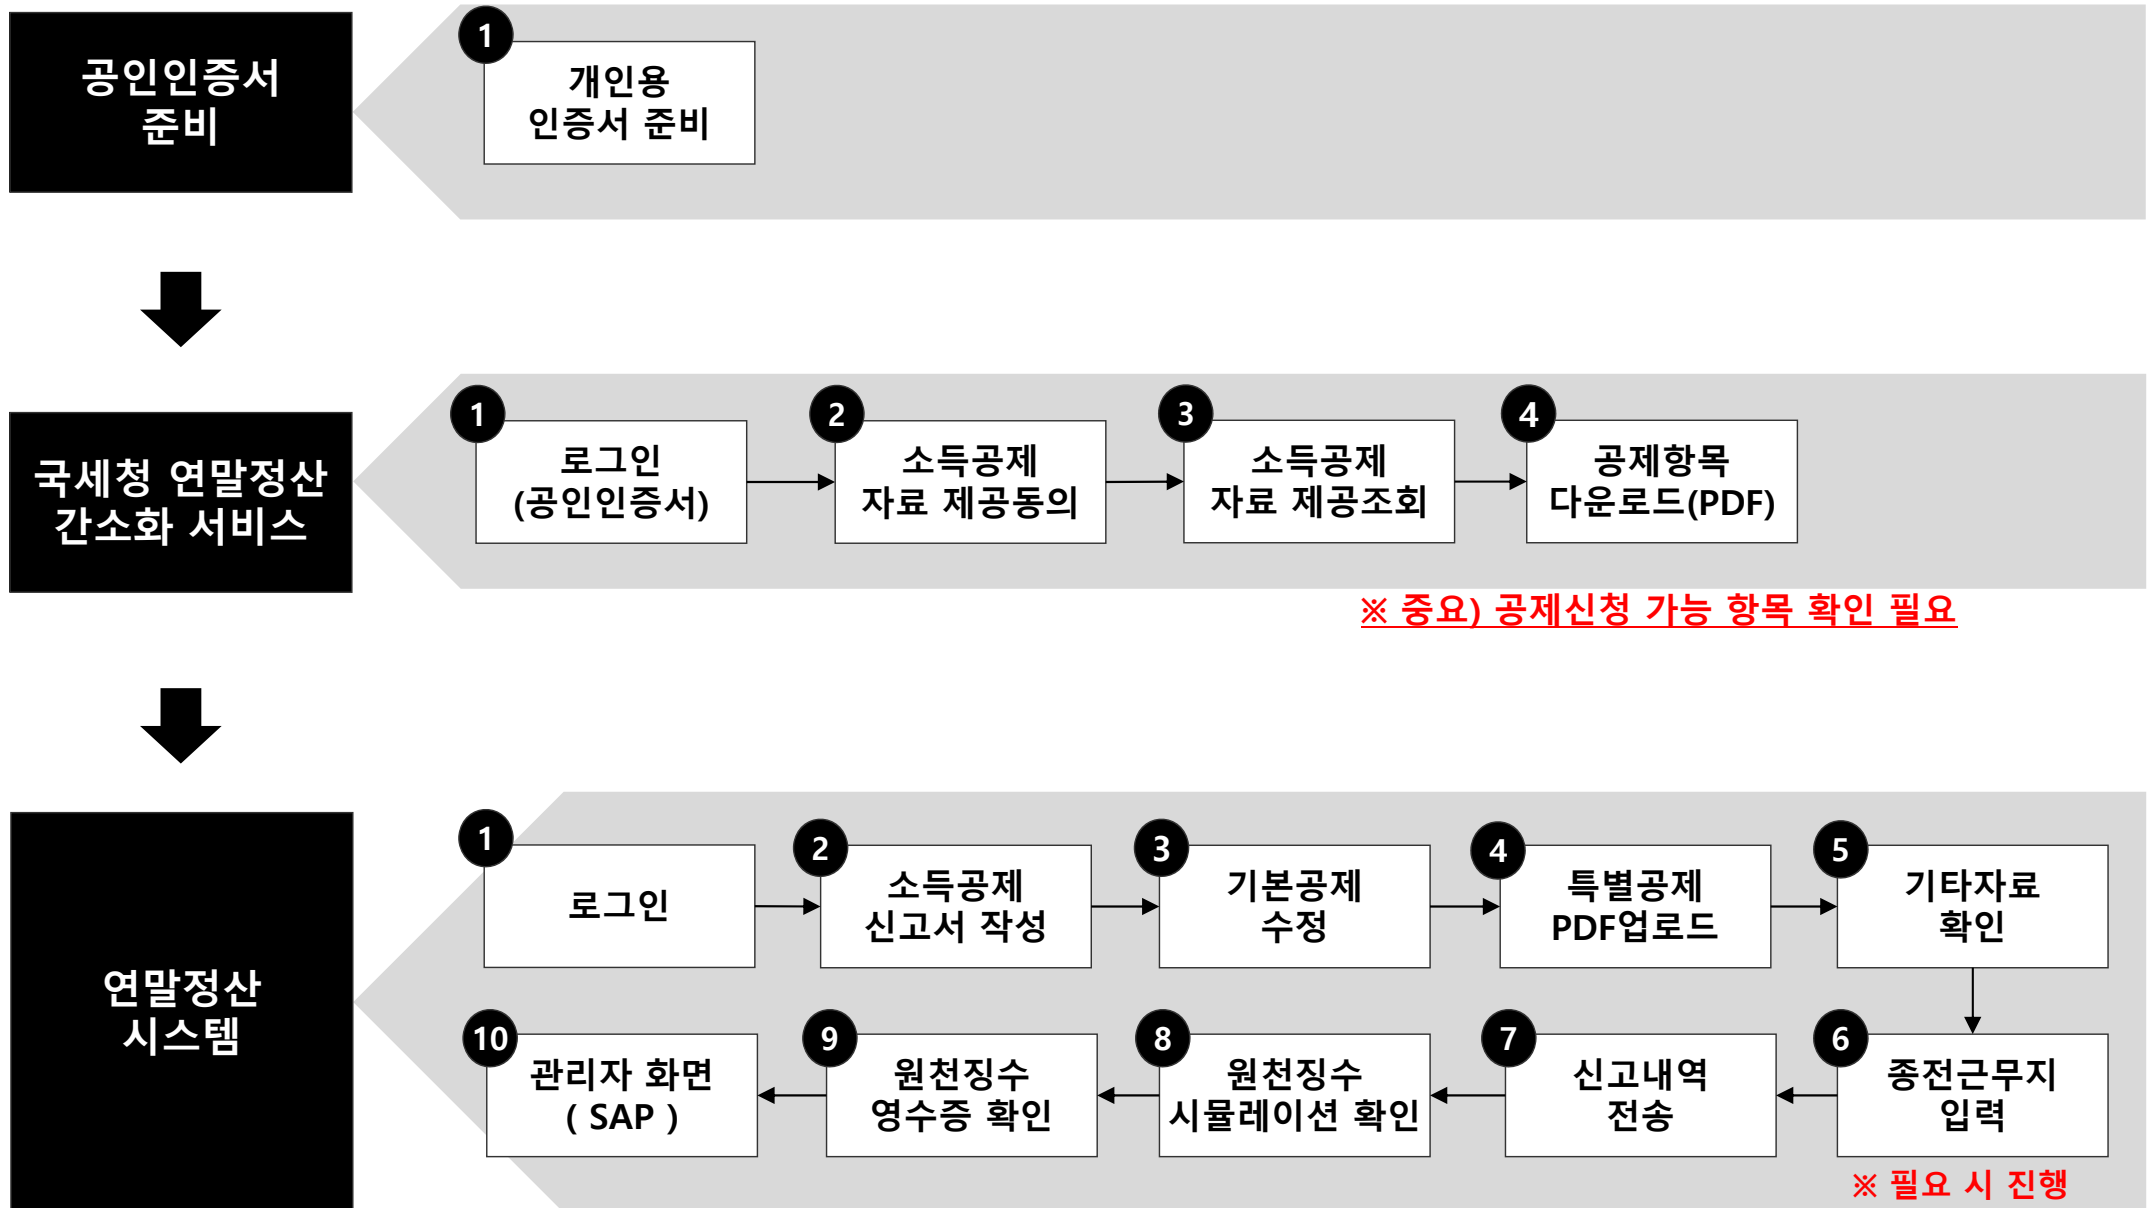 공인인증서
준비
1
개인용
인증서 준비
국세청 연말정산
간소화 서비스
1
로그인
(공인인증서)
2
소득공제
자료 제공동의
3
소득공제
자료 제공조회
4
공제항목
다운로드(PDF)
※ 중요) 공제신청 가능 항목 확인 필요
연말정산
시스템
1
로그인
2
소득공제
신고서 작성
3
기본공제
수정
4
특별공제
PDF업로드
5
기타자료
확인
6
종전근무지
입력
※ 필요 시 진행
7
신고내역
전송
8
원천징수
시뮬레이션 확인
9
원천징수
영수증 확인
10
관리자 화면
( SAP )